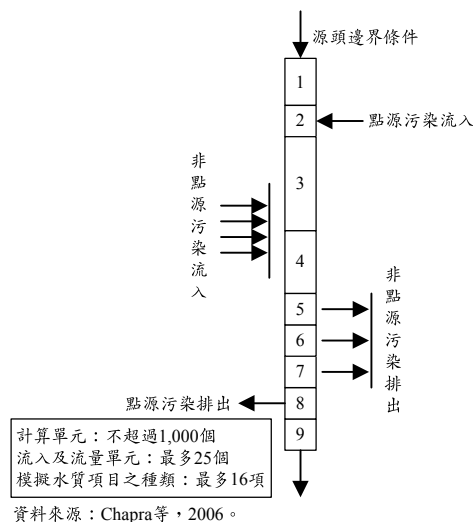 源頭邊界條件
1
2
點源污染流入
3
非點源污染流入
4
5
6
7
非點源污染排出
點源污染排出
8
9
計算單元：不超過1,000個
流入及流量單元：最多25個
模擬水質項目之種類：最多16項
資料來源：Chapra等，2006。